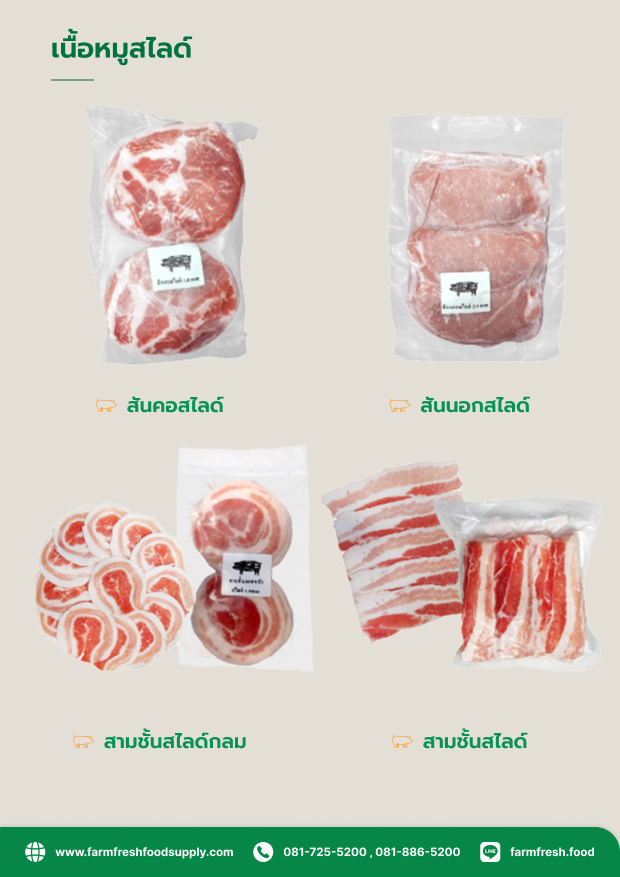 เนื้อหมูสไลด์
สันคอสไลด์
สันนอกสไลด์
สามชั้นสไลด์กลม
สามชั้นสไลด์
www.farmfreshfoodsupply.com
081-725-5200 , 081-886-5200
LINE
farmfresh.food